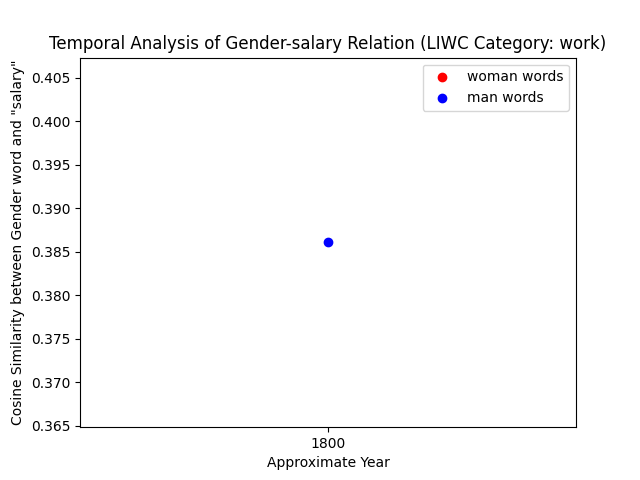 Temporal Analysis of Gender-salary Relation (LIWC Category: work)
woman words
man words
Cosine Similarity between Gender word and "salary"
0.405
0.400
0.395
0.390
0.385
0.380
0.375
0.370
0.365
1800
Approximate Year